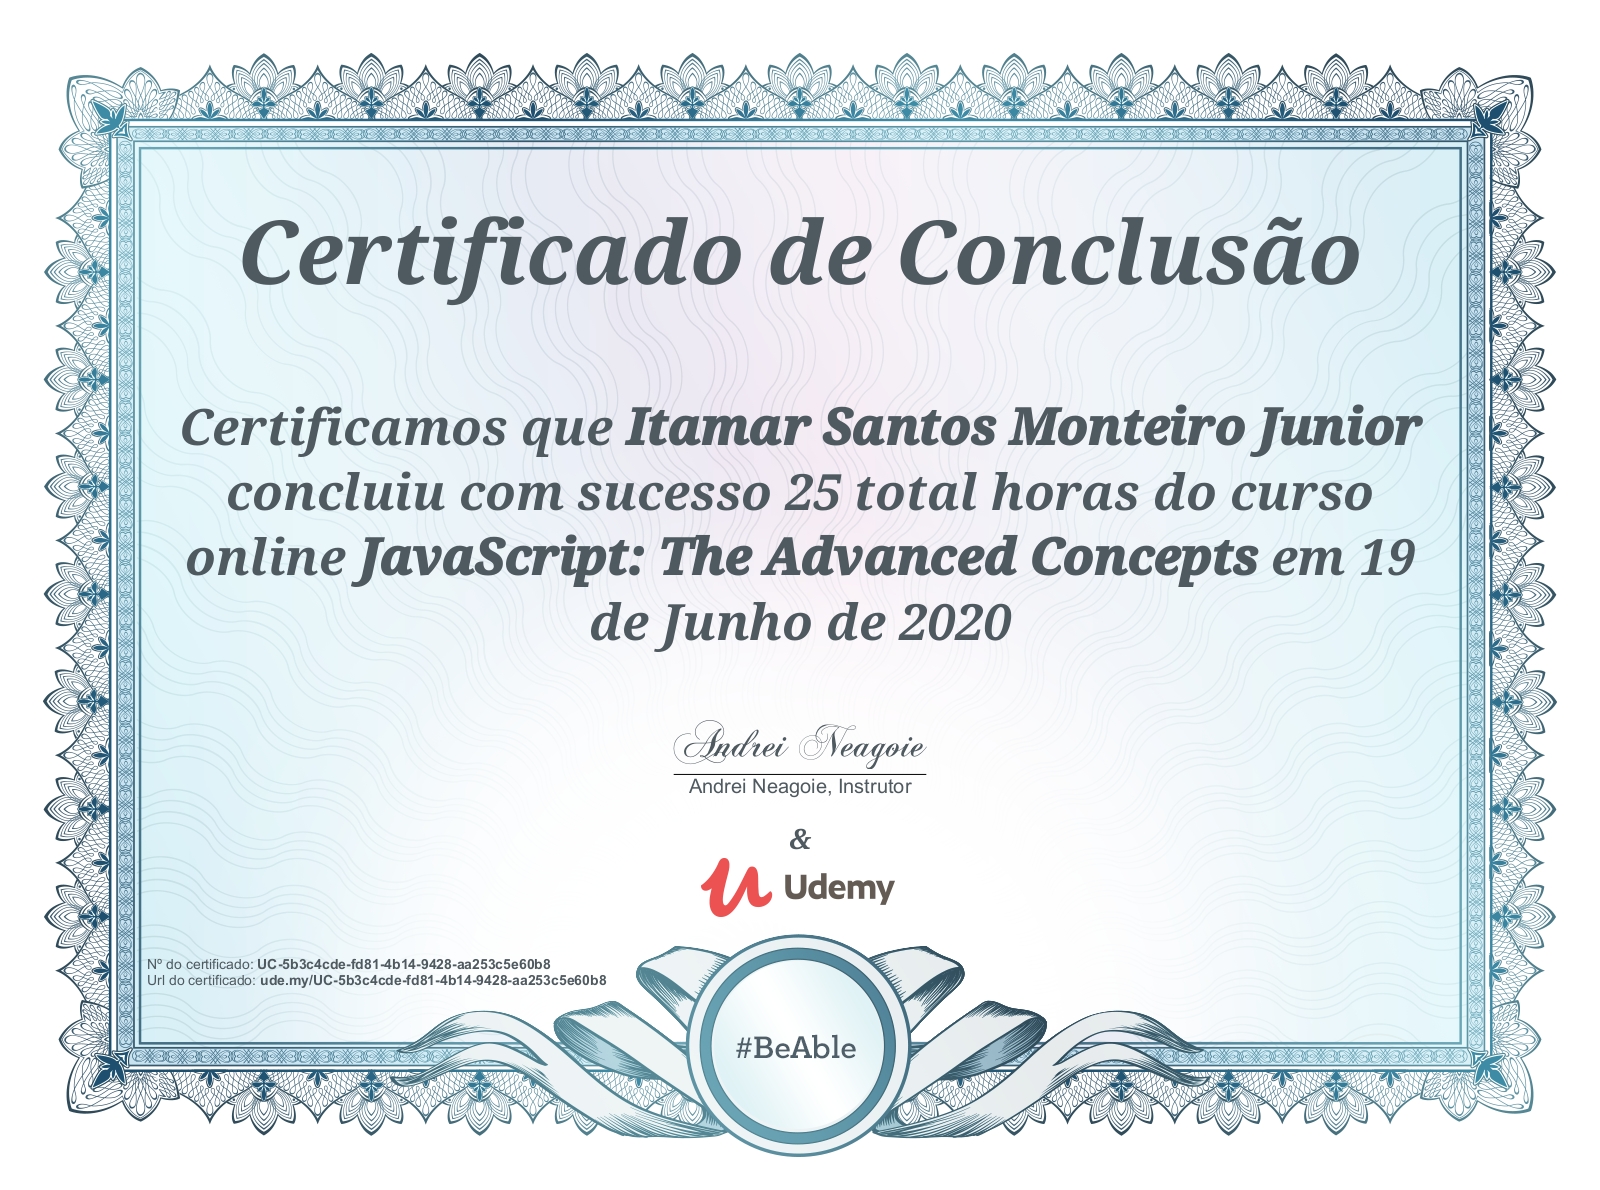 Certificado de Conclusão
Certificamos que Itamar Santos Monteiro Junior
concluiu com sucesso 25 total horas do curso
online JavaScript: The Advanced Concepts em 19
de Junho de 2020
Andrei Neagoie
Andrei Neagoie, Instrutor
&
Udemy
Nº do certificado: UC-5b3c4cde-fd81-4b14-9428-aa253c5e60b8
Url do certificado: ude.my/UC-5b3c4cde-fd81-4b14-9428-aa253c5e60b8
#BeAble